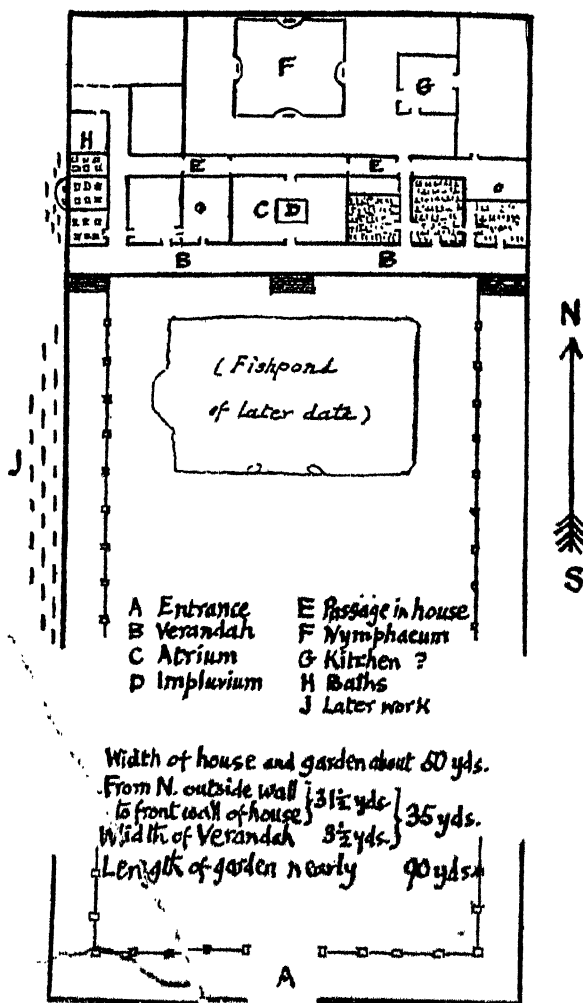 F
G
H
E E
C D
B B
N
(Fishpond
of later date)
J
S
A Entrance
B Verandah
C Atrium
D Impluvium
E Passage in house
F Nymphaeum
G Kitchen ?
H Baths
J Later work
Width of house and garden about 50 yds.
From N. outside wall
to front wall of house } 31½ yds. } 35 yds.
Width of Verandah 3½ yds.
Length of garden nearly 90 yds.
A